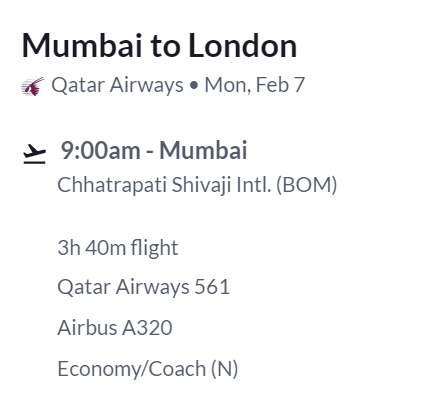 Mumbai to London
Qatar Airways • Mon, Feb 7
9:00am - Mumbai
Chhatrapati Shivaji Intl. (BOM)
3h 40m flight
Qatar Airways 561
Airbus A320
Economy/Coach (N)